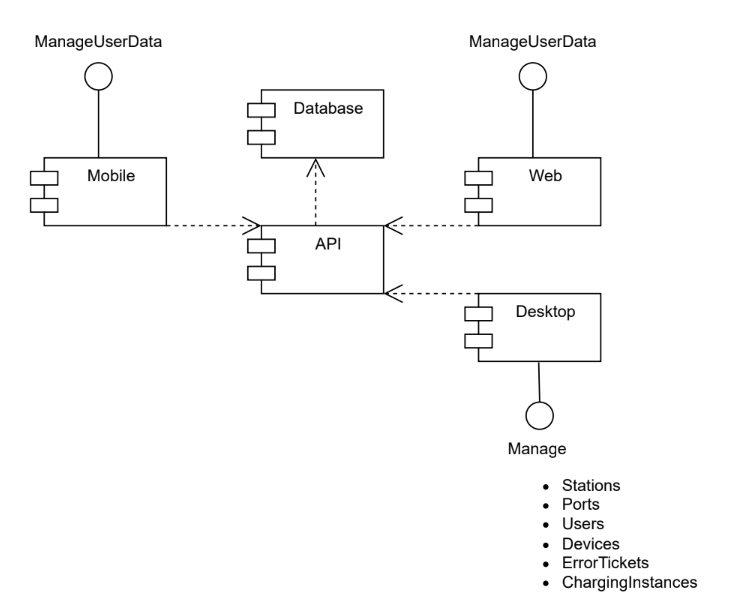 ManageUserData
ManageUserData
Database
Mobile
Web
API
Desktop
Manage
• Stations
• Ports
• Users
• Devices
• ErrorTickets
• ChargingInstances